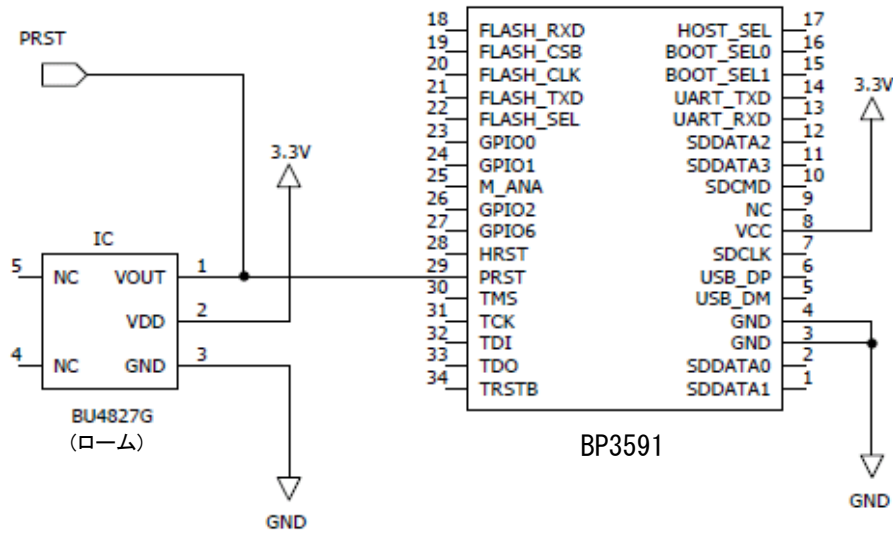 PRST
3.3V
IC
5 NC VOUT 1
VDD 2
4 NC GND 3
BU4827G
(ローム)
GND
18 FLASH_RXD HOST_SEL 17
19 FLASH_CSB BOOT_SEL0 16
20 FLASH_CLK BOOT_SEL1 15
21 FLASH_TXD UART_TXD 14
22 FLASH_SEL UART_RXD 13
23 GPIO0 SDDATA2 12
24 GPIO1 SDDATA3 11
25 M_ANA SDCMD 10
26 GPIO2 NC 9
27 GPIO6 VCC 8
28 HRST SDCLK 7
29 PRST USB_DP 6
30 TMS USB_DM 5
31 TCK GND 4
32 TDI GND 3
33 TDO SDDATA0 2
34 TRSTB SDDATA1 1
BP3591
3.3V
GND